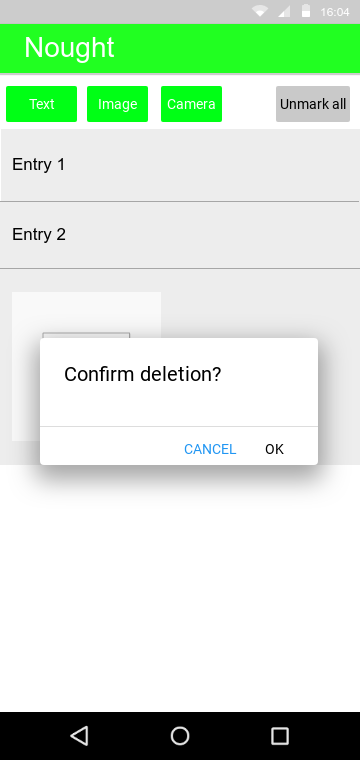 16:04
Nought
Text
Image
Camera
Unmark all
Entry 1
Entry 2
Confirm deletion?
CANCEL
OK